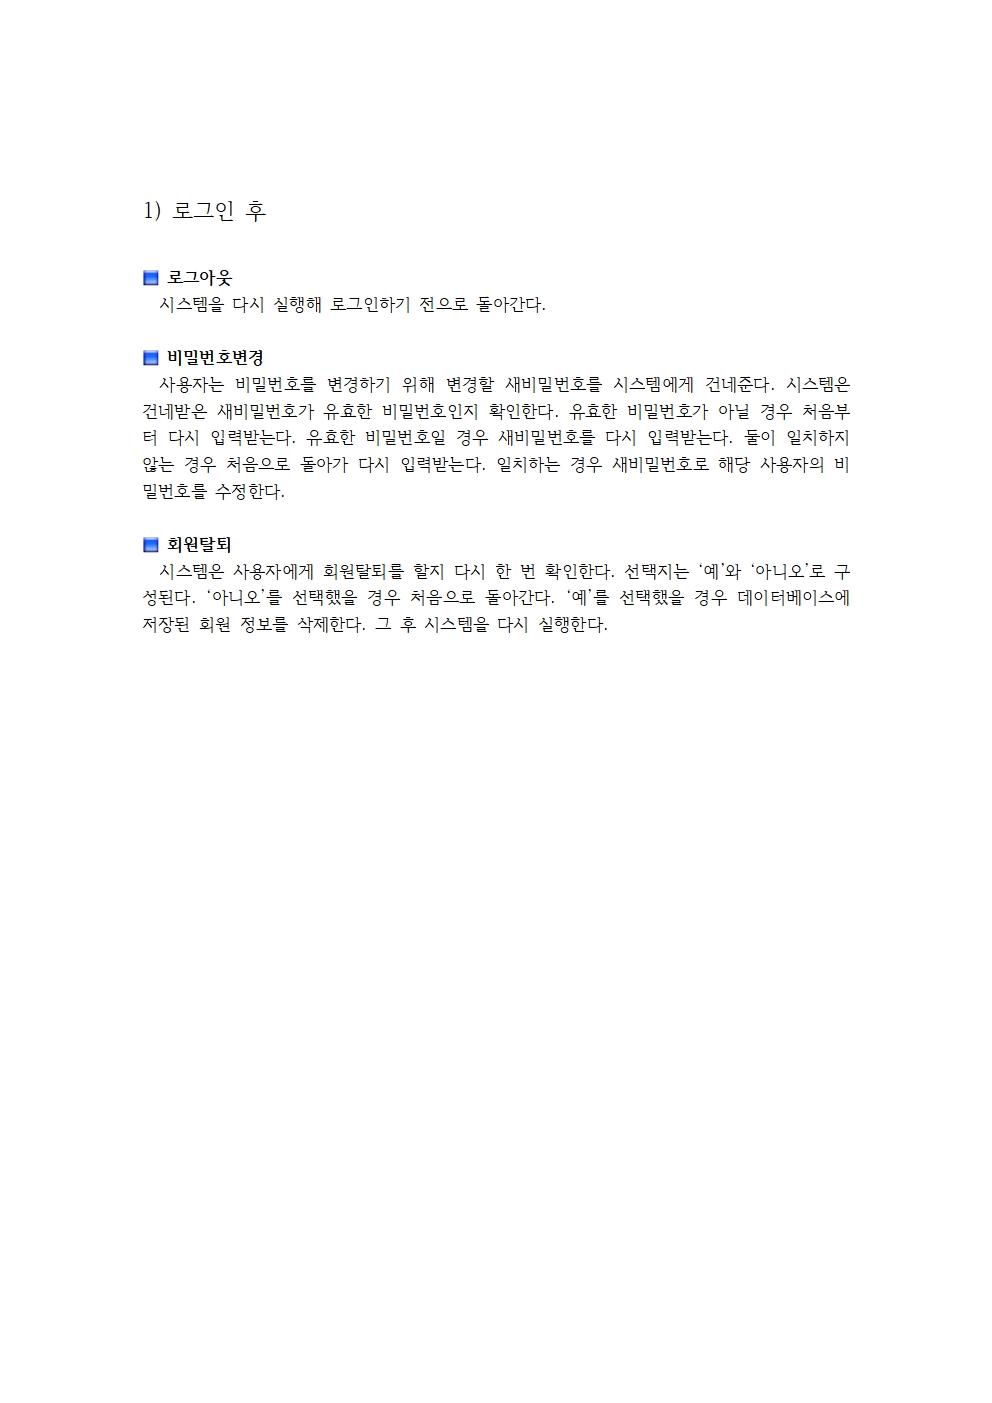 1) 로그인 후
로그아웃
시스템을 다시 실행해 로그인하기 전으로 돌아간다.
비밀번호변경
사용자는 비밀번호를 변경하기 위해 변경할 새비밀번호를 시스템에게 건네준다. 시스템은
건네받은 새비밀번호가 유효한 비밀번호인지 확인한다. 유효한 비밀번호가 아닐 경우 처음부
터 다시 입력받는다. 유효한 비밀번호일 경우 새비밀번호를 다시 입력받는다. 둘이 일치하지
않는 경우 처음으로 돌아가 다시 입력받는다. 일치하는 경우 새비밀번호로 해당 사용자의 비
밀번호를 수정한다.
회원탈퇴
시스템은 사용자에게 회원탈퇴를 할지 다시 한 번 확인한다. 선택지는 ‘예’와 ‘아니오’로 구
성된다. ‘아니오’를 선택했을 경우 처음으로 돌아간다. ‘예’를 선택했을 경우 데이터베이스에
저장된 회원 정보를 삭제한다. 그 후 시스템을 다시 실행한다.